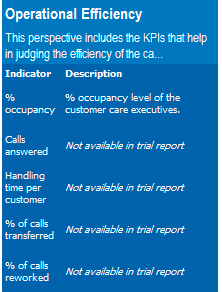 Operational Efficiency
This perspective includes the KPIs that help
in judging the efficiency of the ca...
Indicator Description
% occupancy % occupancy level of the customer care executives.
Calls answered Not available in trial report
Handling time per customer Not available in trial report
% of calls transferred Not available in trial report
% of calls reworked Not available in trial report